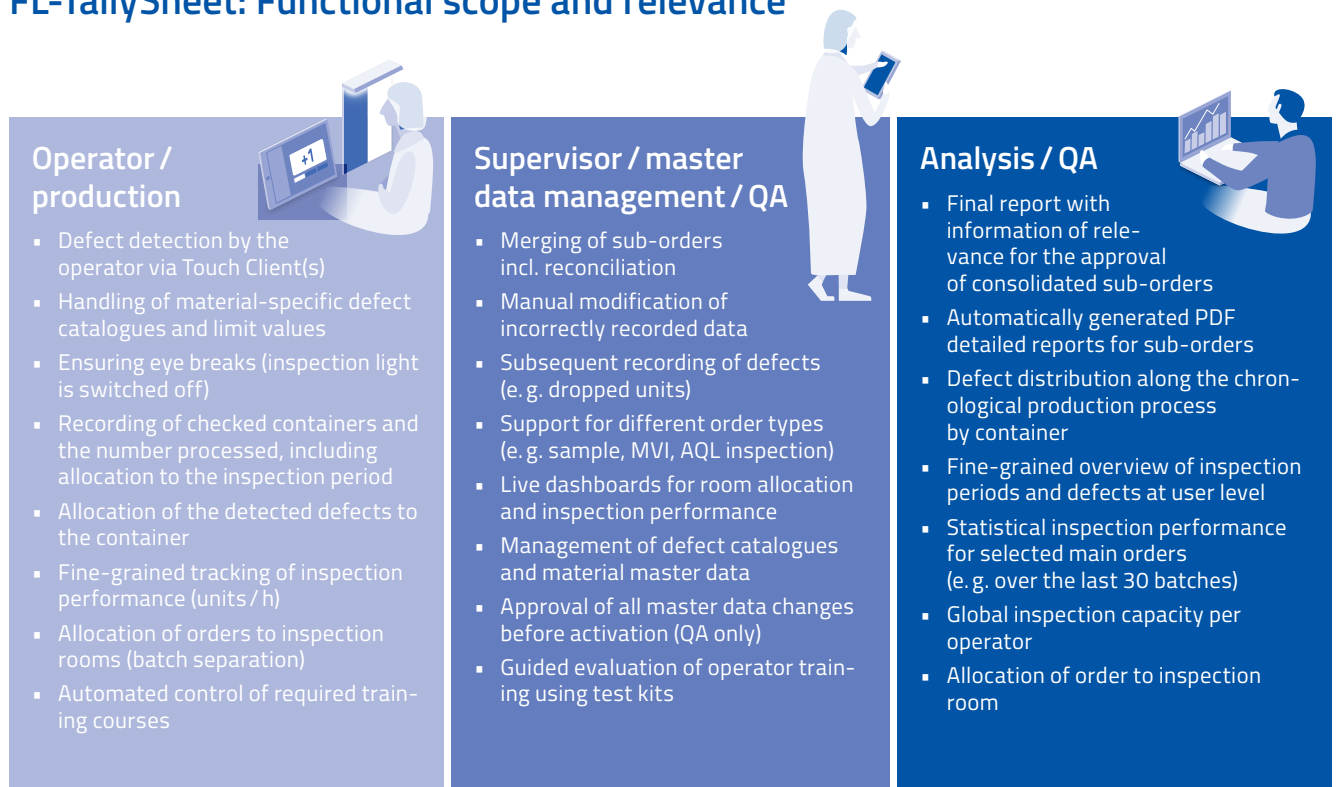 FL-TallySheet: Functional scope and relevance
+1
Operator / 
production
▪ Defect detection by the
operator via Touch Client(s)
▪ Handling of material-specific defect
catalogues and limit values
▪ Ensuring eye breaks (inspection light
is switched off)
▪ Recording of checked containers and
the number processed, including
allocation to the inspection period
▪ Allocation of the detected defects to
the container
▪ Fine-grained tracking of inspection
performance (units / h)
▪ Allocation of orders to inspection
rooms (batch separation)
▪ Automated control of required train-
ing courses
Supervisor / master
data management / QA
▪ Merging of sub-orders
incl. reconciliation
▪ Manual modification of
incorrectly recorded data
▪ Subsequent recording of defects
(e. g. dropped units)
▪ Support for different order types
(e. g. sample, MVI, AQL inspection)
▪ Live dashboards for room allocation
and inspection performance
▪ Management of defect catalogues
and material master data
▪ Approval of all master data changes
before activation (QA only)
▪ Guided evaluation of operator train-
ing using test kits
Analysis / QA
▪ Final report with
information of rele-
vance for the approval
of consolidated sub-orders
▪ Automatically generated PDF
detailed reports for sub-orders
▪ Defect distribution along the chron-
ological production process
by container
▪ Fine-grained overview of inspection
periods and defects at user level
▪ Statistical inspection performance
for selected main orders
(e. g. over the last 30 batches)
▪ Global inspection capacity per
operator
▪ Allocation of order to inspection
room